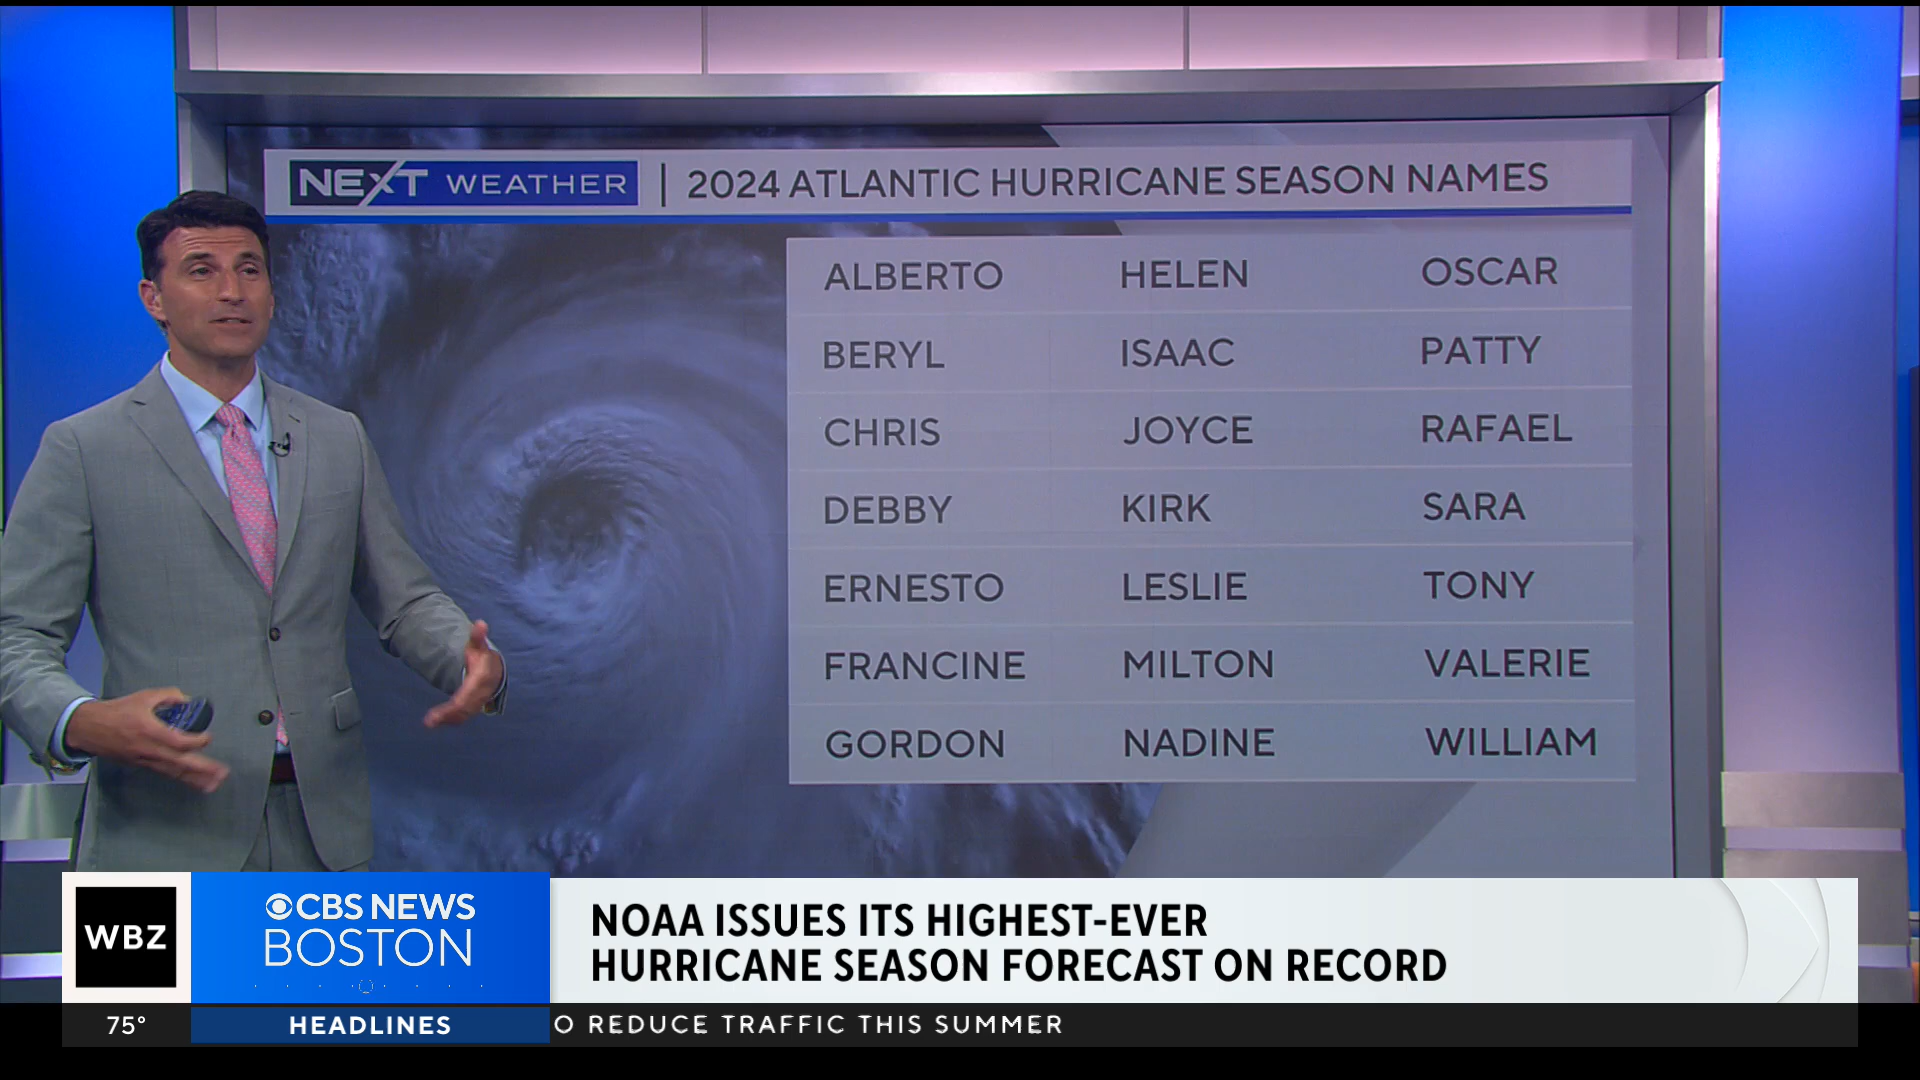 NEXT WEATHER | 2024 ATLANTIC HURRICANE SEASON NAMES
ALBERTO HELEN OSCAR
BERYL ISAAC PATTY
CHRIS JOYCE RAFAEL
DEBBY KIRK SARA
ERNESTO LESLIE TONY
FRANCINE MILTON VALERIE
GORDON NADINE WILLIAM
WBZ
CBS NEWS
BOSTON
NOAA ISSUES ITS HIGHEST-EVER
HURRICANE SEASON FORECAST ON RECORD
75°
HEADLINES
O REDUCE TRAFFIC THIS SUMMER